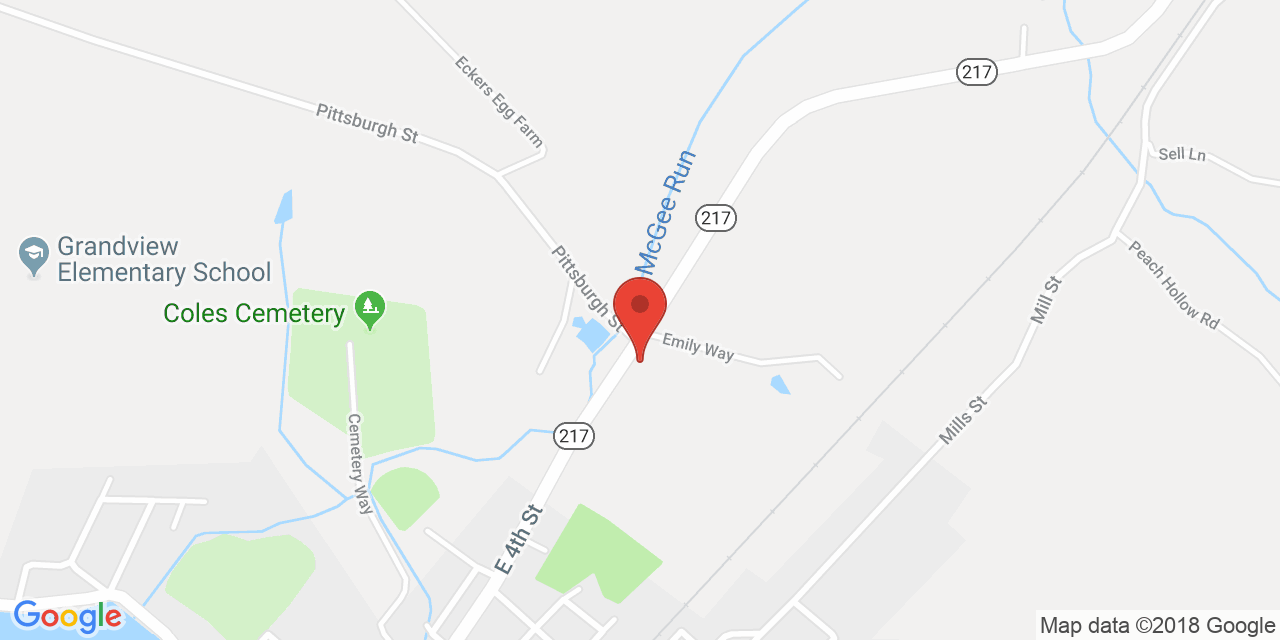 217
Eckers Egg Farm
Pittsburgh St
Sell Ln
McGee Run
217
Grandview
Elementary School
Pittsburgh St
Peach Hollow Rd
Mill St
Coles Cemetery
Emily Way
Mills St
217
Cemetery Way
E 4th St
Google
Map data ©2018 Google